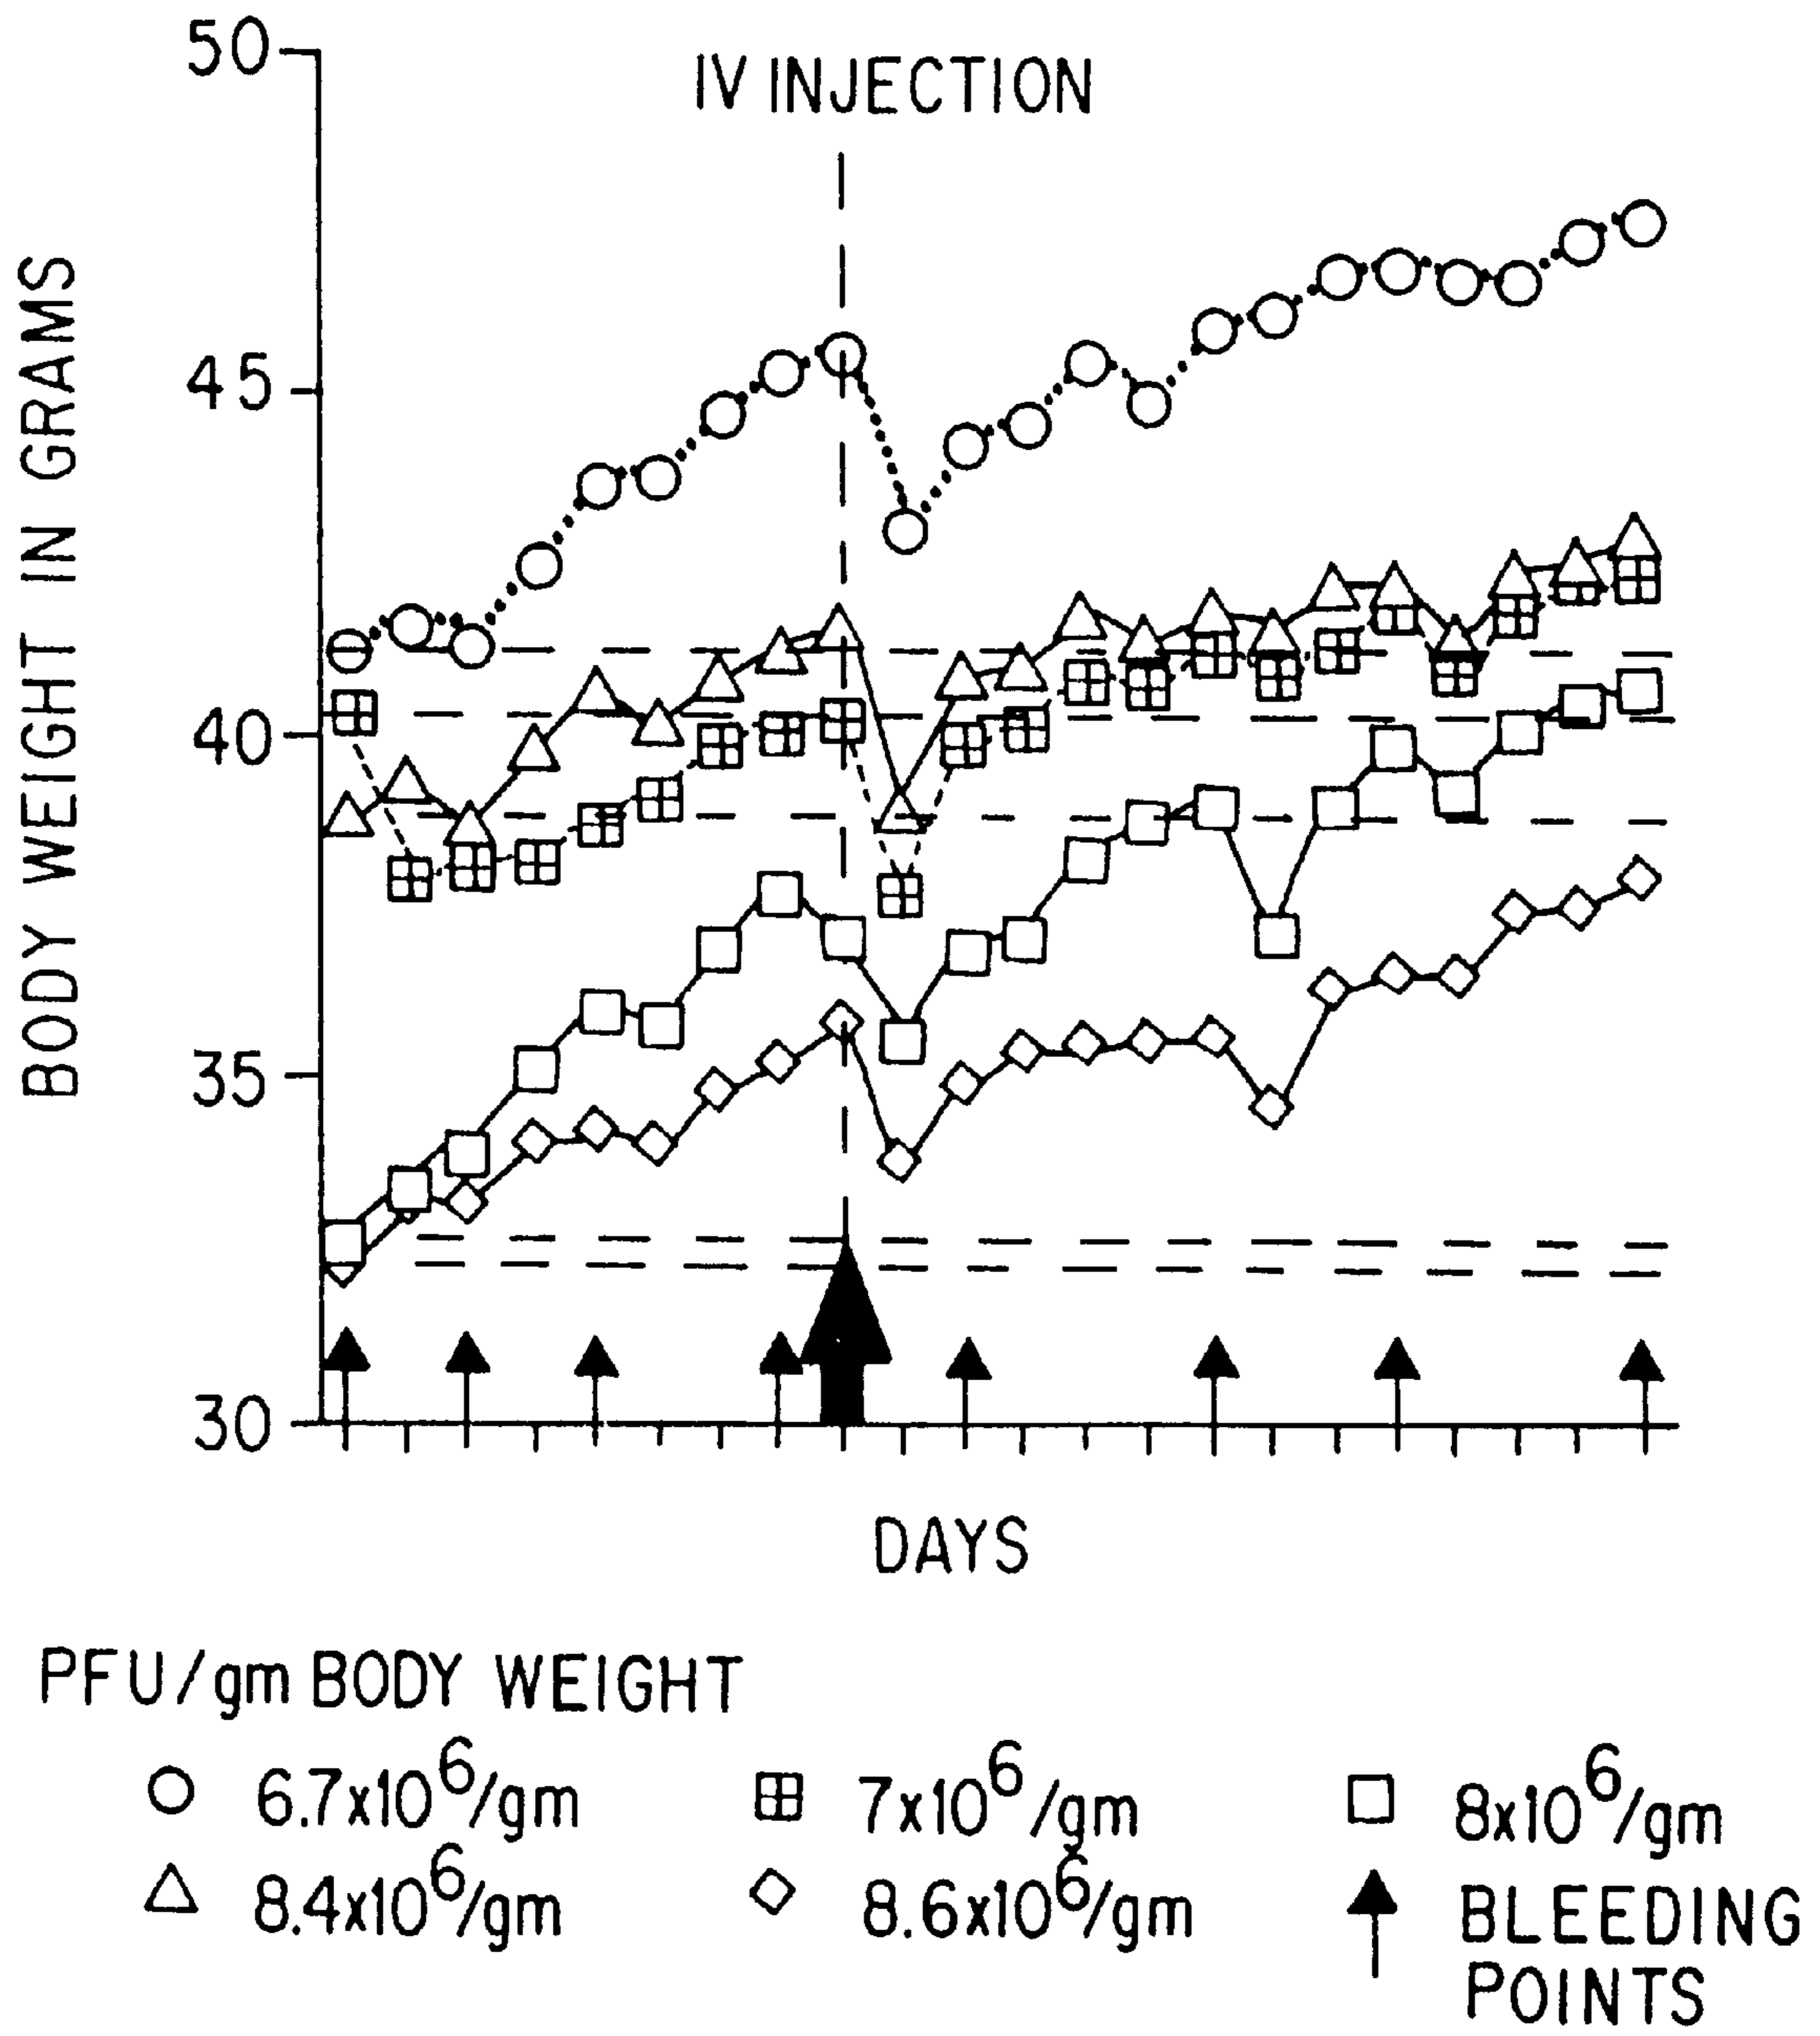 50
IV INJECTION
45
40
35
30
BODY WEIGHT IN GRAMS
DAYS
PFU/gm BODY WEIGHT
6.7x10⁶/gm 7x10⁶/gm 8x10⁶/gm
8.4x10⁶/gm 8.6x10⁶/gm BLEEDING
POINTS